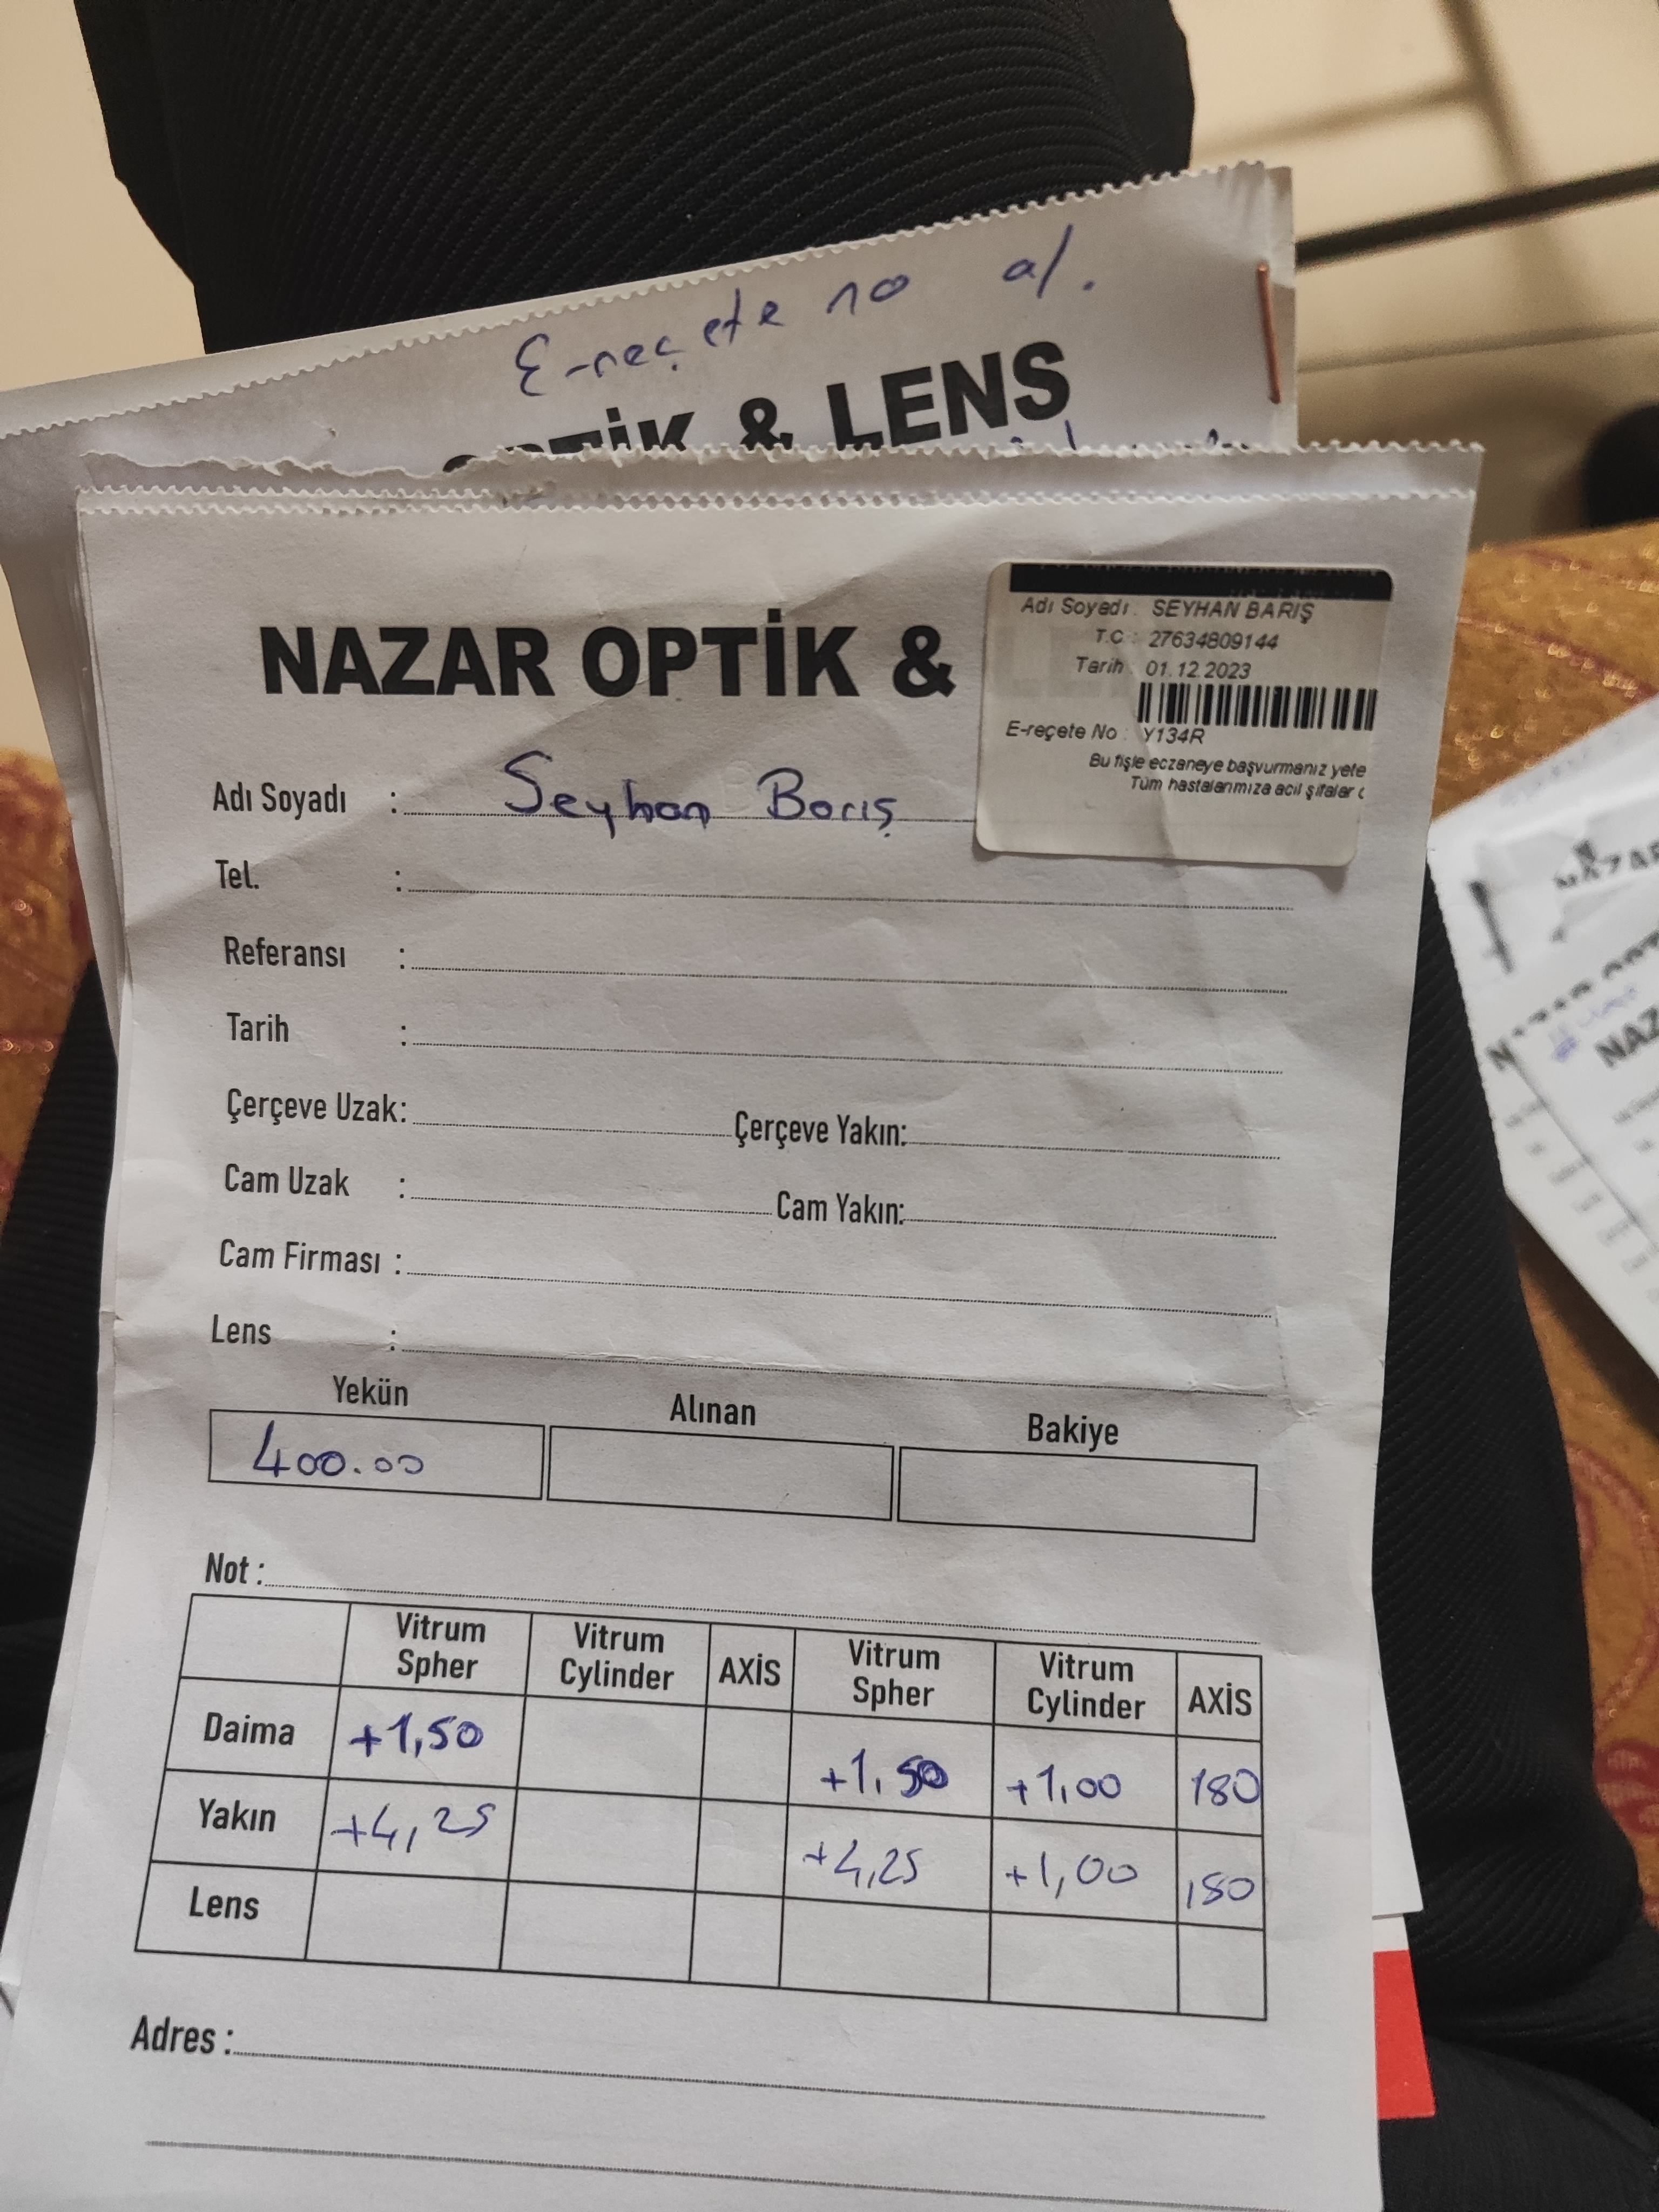 E-reçete no al.
OPTİK & LENS
NAZAR OPTİK &
Adı Soyadı : SEYHAN BARIŞ
T.C : 27634809144
Tarih : 01.12.2023
E-reçete No : Y134R
Bu fişle eczaneye başvurmanız yete
Tüm hastalarımıza acil şifalar d
Adı Soyadı : Seyhan Barış
Tel. :
Referansı :
Tarih :
Çerçeve Uzak: Çerçeve Yakın:
Cam Uzak : Cam Yakın:
Cam Firması :
Lens :
Yekün Alınan Bakiye
400.00
Not :
Vitrum Spher Vitrum Cylinder AXİS Vitrum Spher Vitrum Cylinder AXİS
Daima +1,50 +1,50 +1,00 180
Yakın +4,25 +4,25 +1,00 180
Lens
Adres :
NAZAR
NAZ